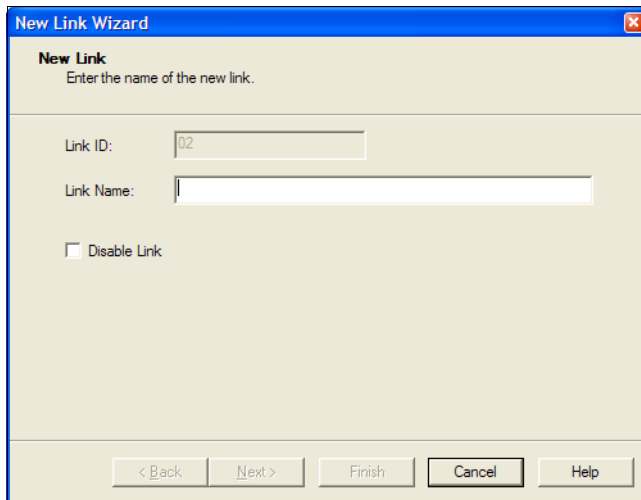 New Link Wizard
New Link
Enter the name of the new link.
Link ID: 02
Link Name:
Disable Link
< Back Next > Finish Cancel Help